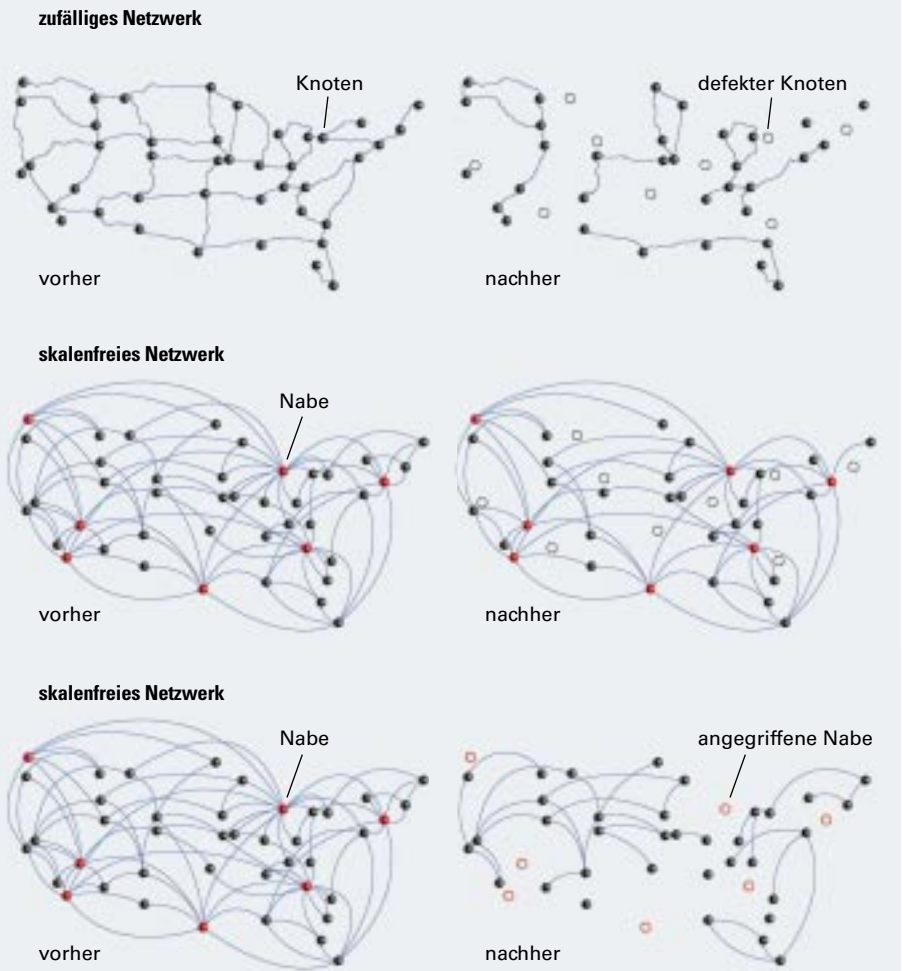 zufälliges Netzwerk
Knoten
defekter Knoten
vorher
nachher
skalenfreies Netzwerk
Nabe
vorher
nachher
skalenfreies Netzwerk
Nabe
angegriffene Nabe
vorher
nachher